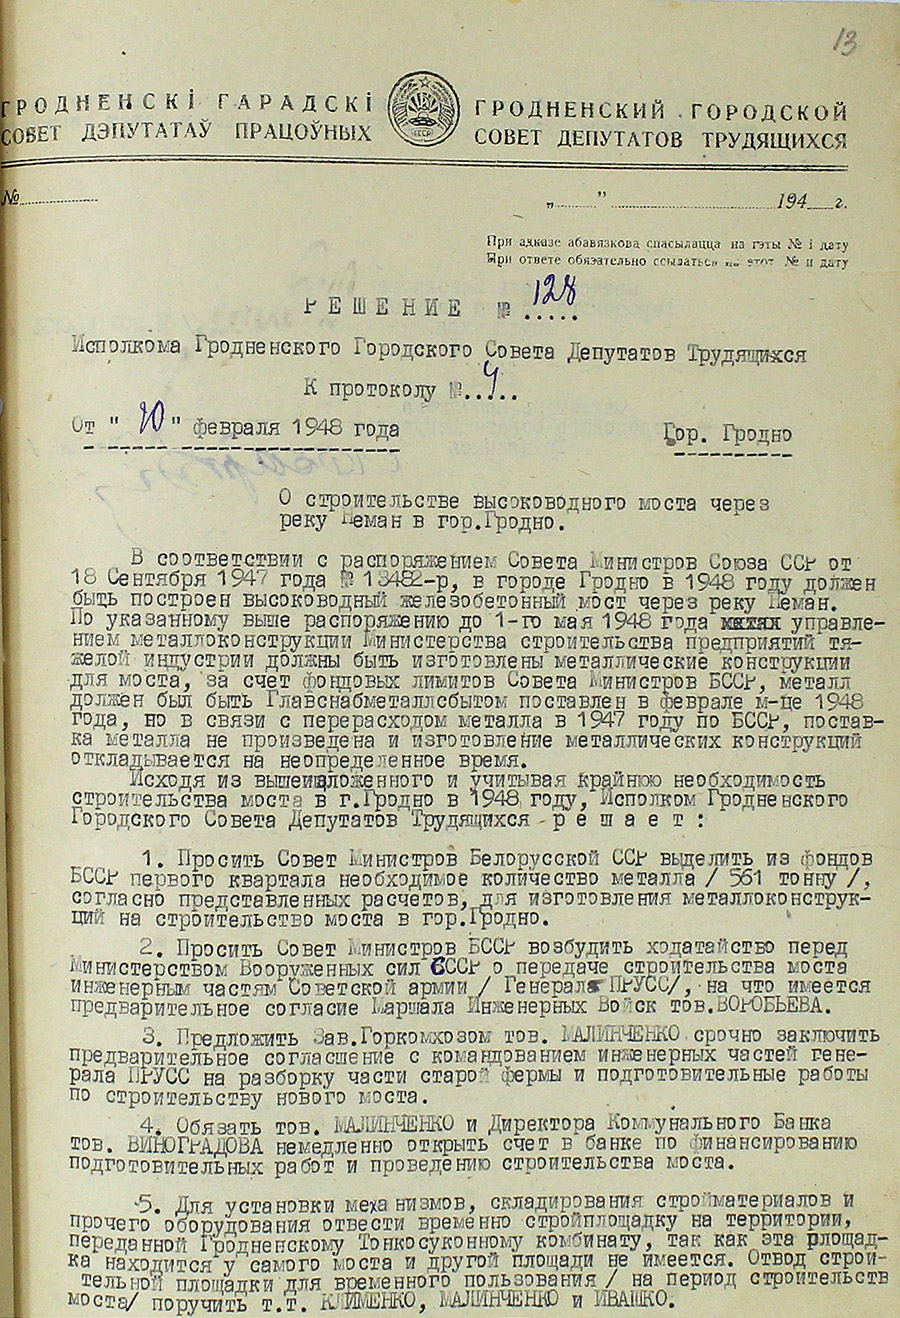 13
ГРОДНЕНСКІ ГАРАДСКІ
СОВЕТ ДЭПУТАТАЎ ПРАЦОЎНЫХ
ГРОДНЕНСКИЙ ГОРОДСКОЙ
СОВЕТ ДЕПУТАТОВ ТРУДЯЩИХСЯ
№
„ ” 194 г.
При адказе абавязкова спасылацца на гэты № і дату
При ответе обязательно ссылаться на этот № и дату
РЕШЕНИЕ № 128
Исполкома Гродненского Городского Совета Депутатов Трудящихся
К протоколу №..4..
От " 20 " февраля 1948 года
Гор. Гродно
О строительстве высоководного моста через
реку Неман в гор.Гродно.
В соответствии с распоряжением Совета Министров Союза ССР от
18 Сентября 1947 года № 13482-р, в городе Гродно в 1948 году должен
быть построен высоководный железобетонный мост через реку Неман.
По указанному выше распоряжению до 1-го мая 1948 года управле-
нием металлоконструкции Министерства строительства предприятий тя-
желой индустрии должны быть изготовлены металлические конструкции
для моста, за счет фондовых лимитов Совета Министров БССР, металл
должен был быть Главснабметаллсбытом поставлен в феврале м-це 1948
года, но в связи с перерасходом металла в 1947 году по БССР, постав-
ка металла не произведена и изготовление металлических конструкций
откладывается на неопределенное время.
Исходя из вышеизложенного и учитывая крайнюю необходимость
строительства моста в г.Гродно в 1948 году, Исполком Гродненского
Городского Совета Депутатов Трудящихся р е ш а е т :
1. Просить Совет Министров Белорусской ССР выделить из фондов
БССР первого квартала необходимое количество металла / 561 тонну /,
согласно представленных расчетов, для изготовления металлоконструк-
ций на строительство моста в гор.Гродно.
2. Просить Совет Министров БССР возбудить ходатайство перед
Министерством Вооруженных сил СССР о передаче строительства моста
инженерным частям Советской армии / Генерал ПРУСС/, на что имеется
предварительное согласие Маршала Инженерных Войск тов.ВОРОБЬЕВА.
3. Предложить Зав.Горкомхозом тов. МАЛИНЧЕНКО срочно заключить
предварительное согласшение с командованием инженерных частей гене-
рала ПРУСС на разборку части старой фермы и подготовительные работы
по строительству нового моста.
4. Обязать тов. МАЛИНЧЕНКО и Директора Коммунального Банка
тов. ВИНОГРАДОВА немедленно открыть счет в банке по финансированию
подготовительных работ и проведению строительства моста.
5. Для установки механизмов, складирования стройматериалов и
прочего оборудования отвести временно стройплощадку на территории,
переданной Гродненскому Тонкосуконному комбинату, так как эта площад-
ка находится у самого моста и другой площади не имеется. Отвод строи-
тельной площадки для временного пользования / на период строительств
моста/ поручить т.т. КЛИМЕНКО, МАЛИНЧЕНКО и ИВАШКО.